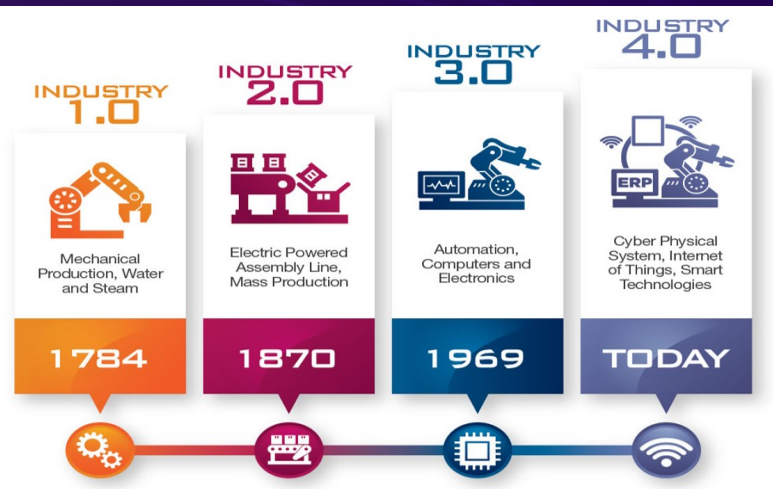 INDUSTRY
1.0
Mechanical
Production, Water
and Steam
1784
INDUSTRY
2.0
Electric Powered
Assembly Line,
Mass Production
1870
INDUSTRY
3.0
Automation,
Computers and
Electronics
1969
INDUSTRY
4.0
ERP
Cyber Physical
System, Internet
of Things, Smart
Technologies
TODAY